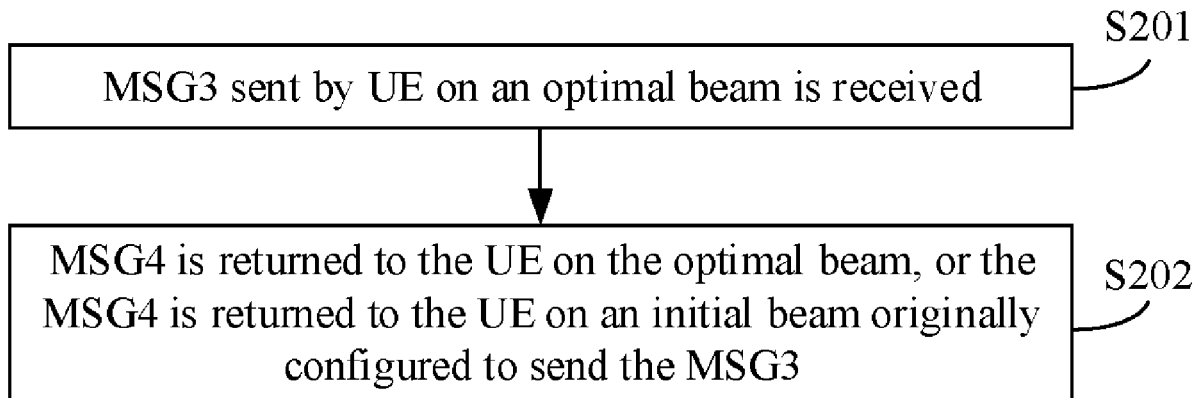 S201
MSG3 sent by UE on an optimal beam is received
MSG4 is returned to the UE on the optimal beam, or the
MSG4 is returned to the UE on an initial beam originally
configured to send the MSG3
S202